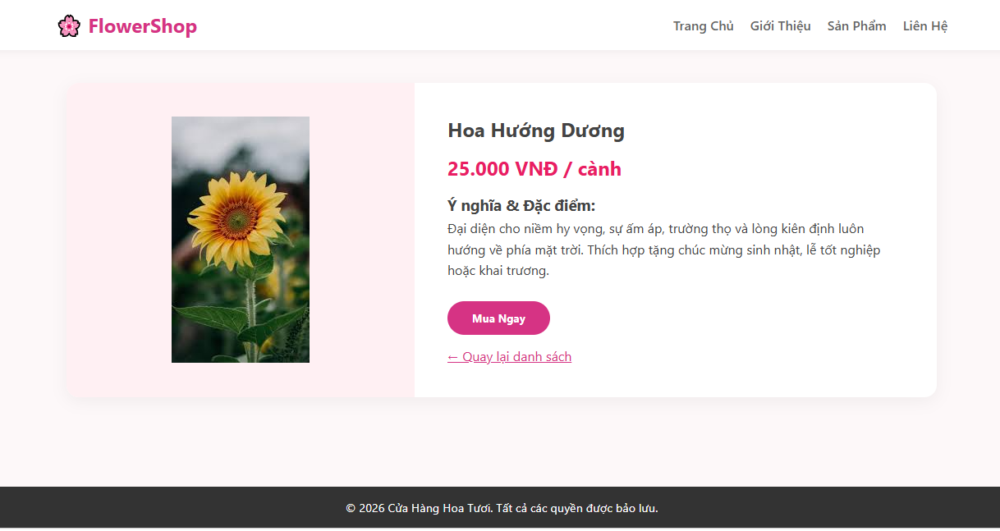 FlowerShop
Trang Chủ Giới Thiệu Sản Phẩm Liên Hệ
Hoa Hướng Dương
25.000 VNĐ / cành
Ý nghĩa & Đặc điểm:
Đại diện cho niềm hy vọng, sự ấm áp, trường thọ và lòng kiên định luôn
hướng về phía mặt trời. Thích hợp tặng chúc mừng sinh nhật, lễ tốt nghiệp
hoặc khai trương.
Mua Ngay
← Quay lại danh sách
© 2026 Cửa Hàng Hoa Tươi. Tất cả các quyền được bảo lưu.